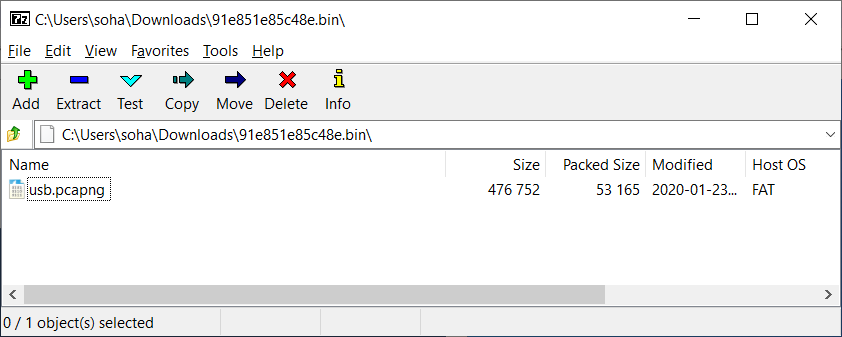 7z C:\Users\soha\Downloads\91e851e85c48e.bin\
File Edit View Favorites Tools Help
Add Extract Test Copy Move Delete Info
C:\Users\soha\Downloads\91e851e85c48e.bin\
Name Size Packed Size Modified Host OS
usb.pcapng 476 752 53 165 2020-01-23... FAT
0 / 1 object(s) selected